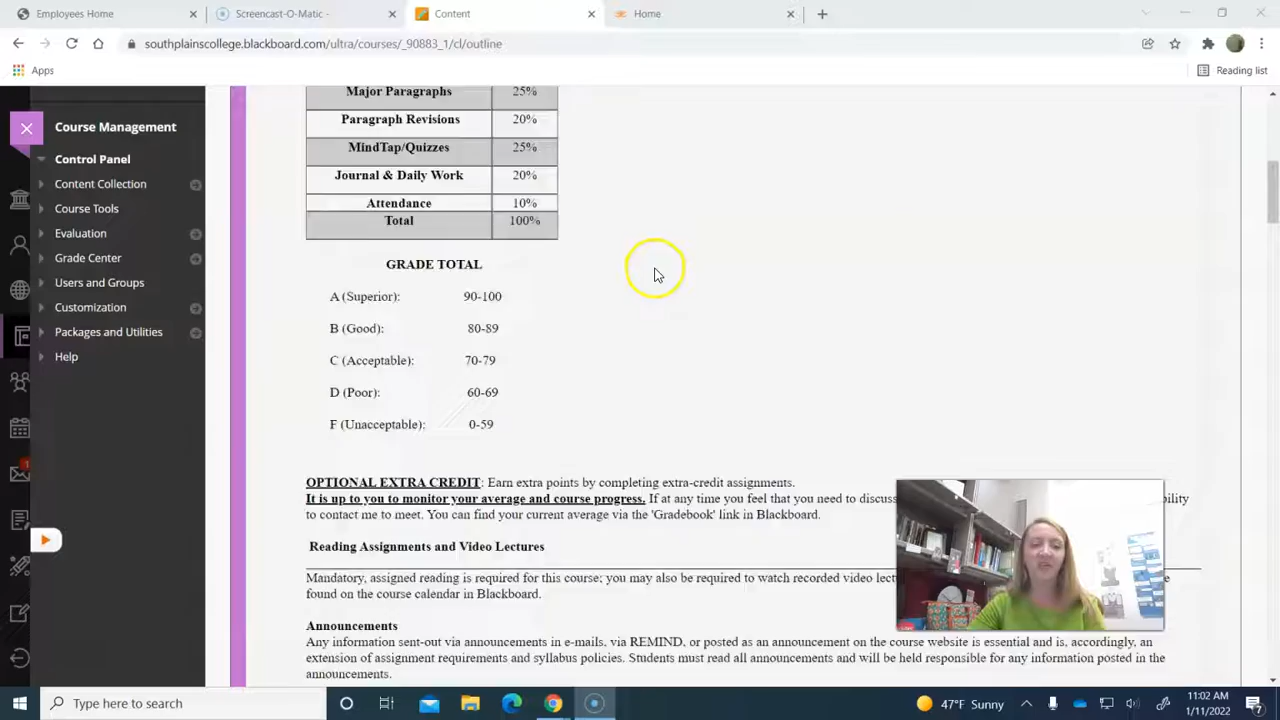 Employees Home
Screencast-O-Matic -
Content
Home
southplainscollege.blackboard.com/ultra/courses/_90883_1/cl/outline
Apps
Reading list
Course Management
Control Panel
Content Collection
Course Tools
Evaluation
Grade Center
Users and Groups
Customization
Packages and Utilities
Help
1
Major Paragraphs 25%
Paragraph Revisions 20%
MindTap/Quizzes 25%
Journal & Daily Work 20%
Attendance 10%
Total 100%
GRADE TOTAL
A (Superior): 90-100
B (Good): 80-89
C (Acceptable): 70-79
D (Poor): 60-69
F (Unacceptable): 0-59
OPTIONAL EXTRA CREDIT: Earn extra points by completing extra-credit assignments.
It is up to you to monitor your average and course progress. If at any time you feel that you need to discuss bility
to contact me to meet. You can find your current average via the 'Gradebook' link in Blackboard.
Reading Assignments and Video Lectures
Mandatory, assigned reading is required for this course; you may also be required to watch recorded video lectu e
found on the course calendar in Blackboard.
Announcements
Any information sent-out via announcements in e-mails, via REMIND, or posted as an announcement on the course website is essential and is, accordingly, an
extension of assignment requirements and syllabus policies. Students must read all announcements and will be held responsible for any information posted in the
announcements.
Type here to search
47°F Sunny
11:02 AM
1/11/2022
7